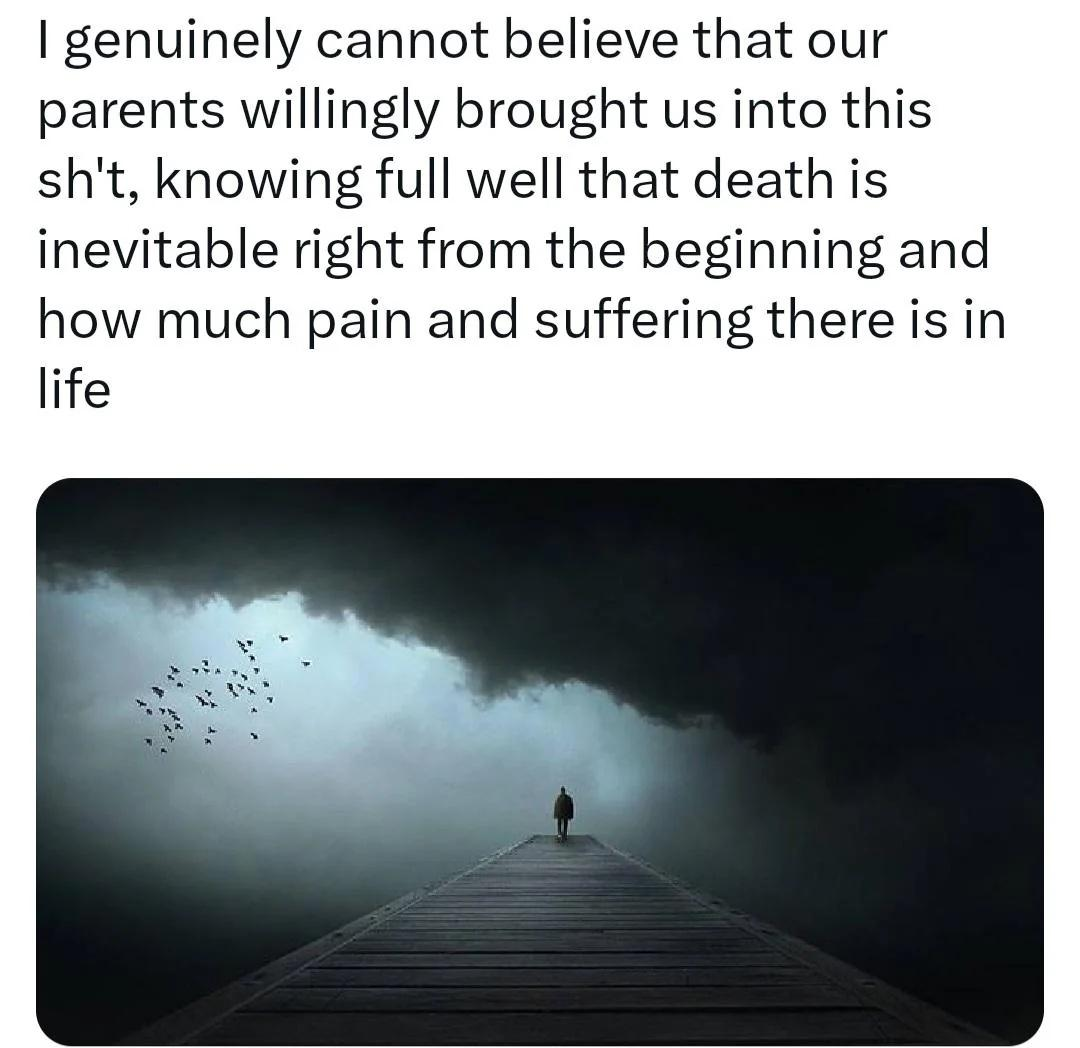 I genuinely cannot believe that our
parents willingly brought us into this
sh't, knowing full well that death is
inevitable right from the beginning and
how much pain and suffering there is in
life